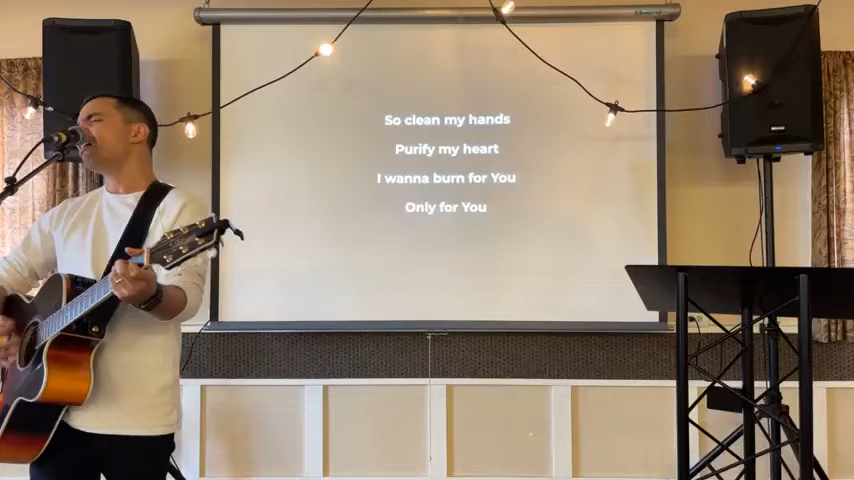 So clean my hands
Purify my heart
I wanna burn for You
Only for You